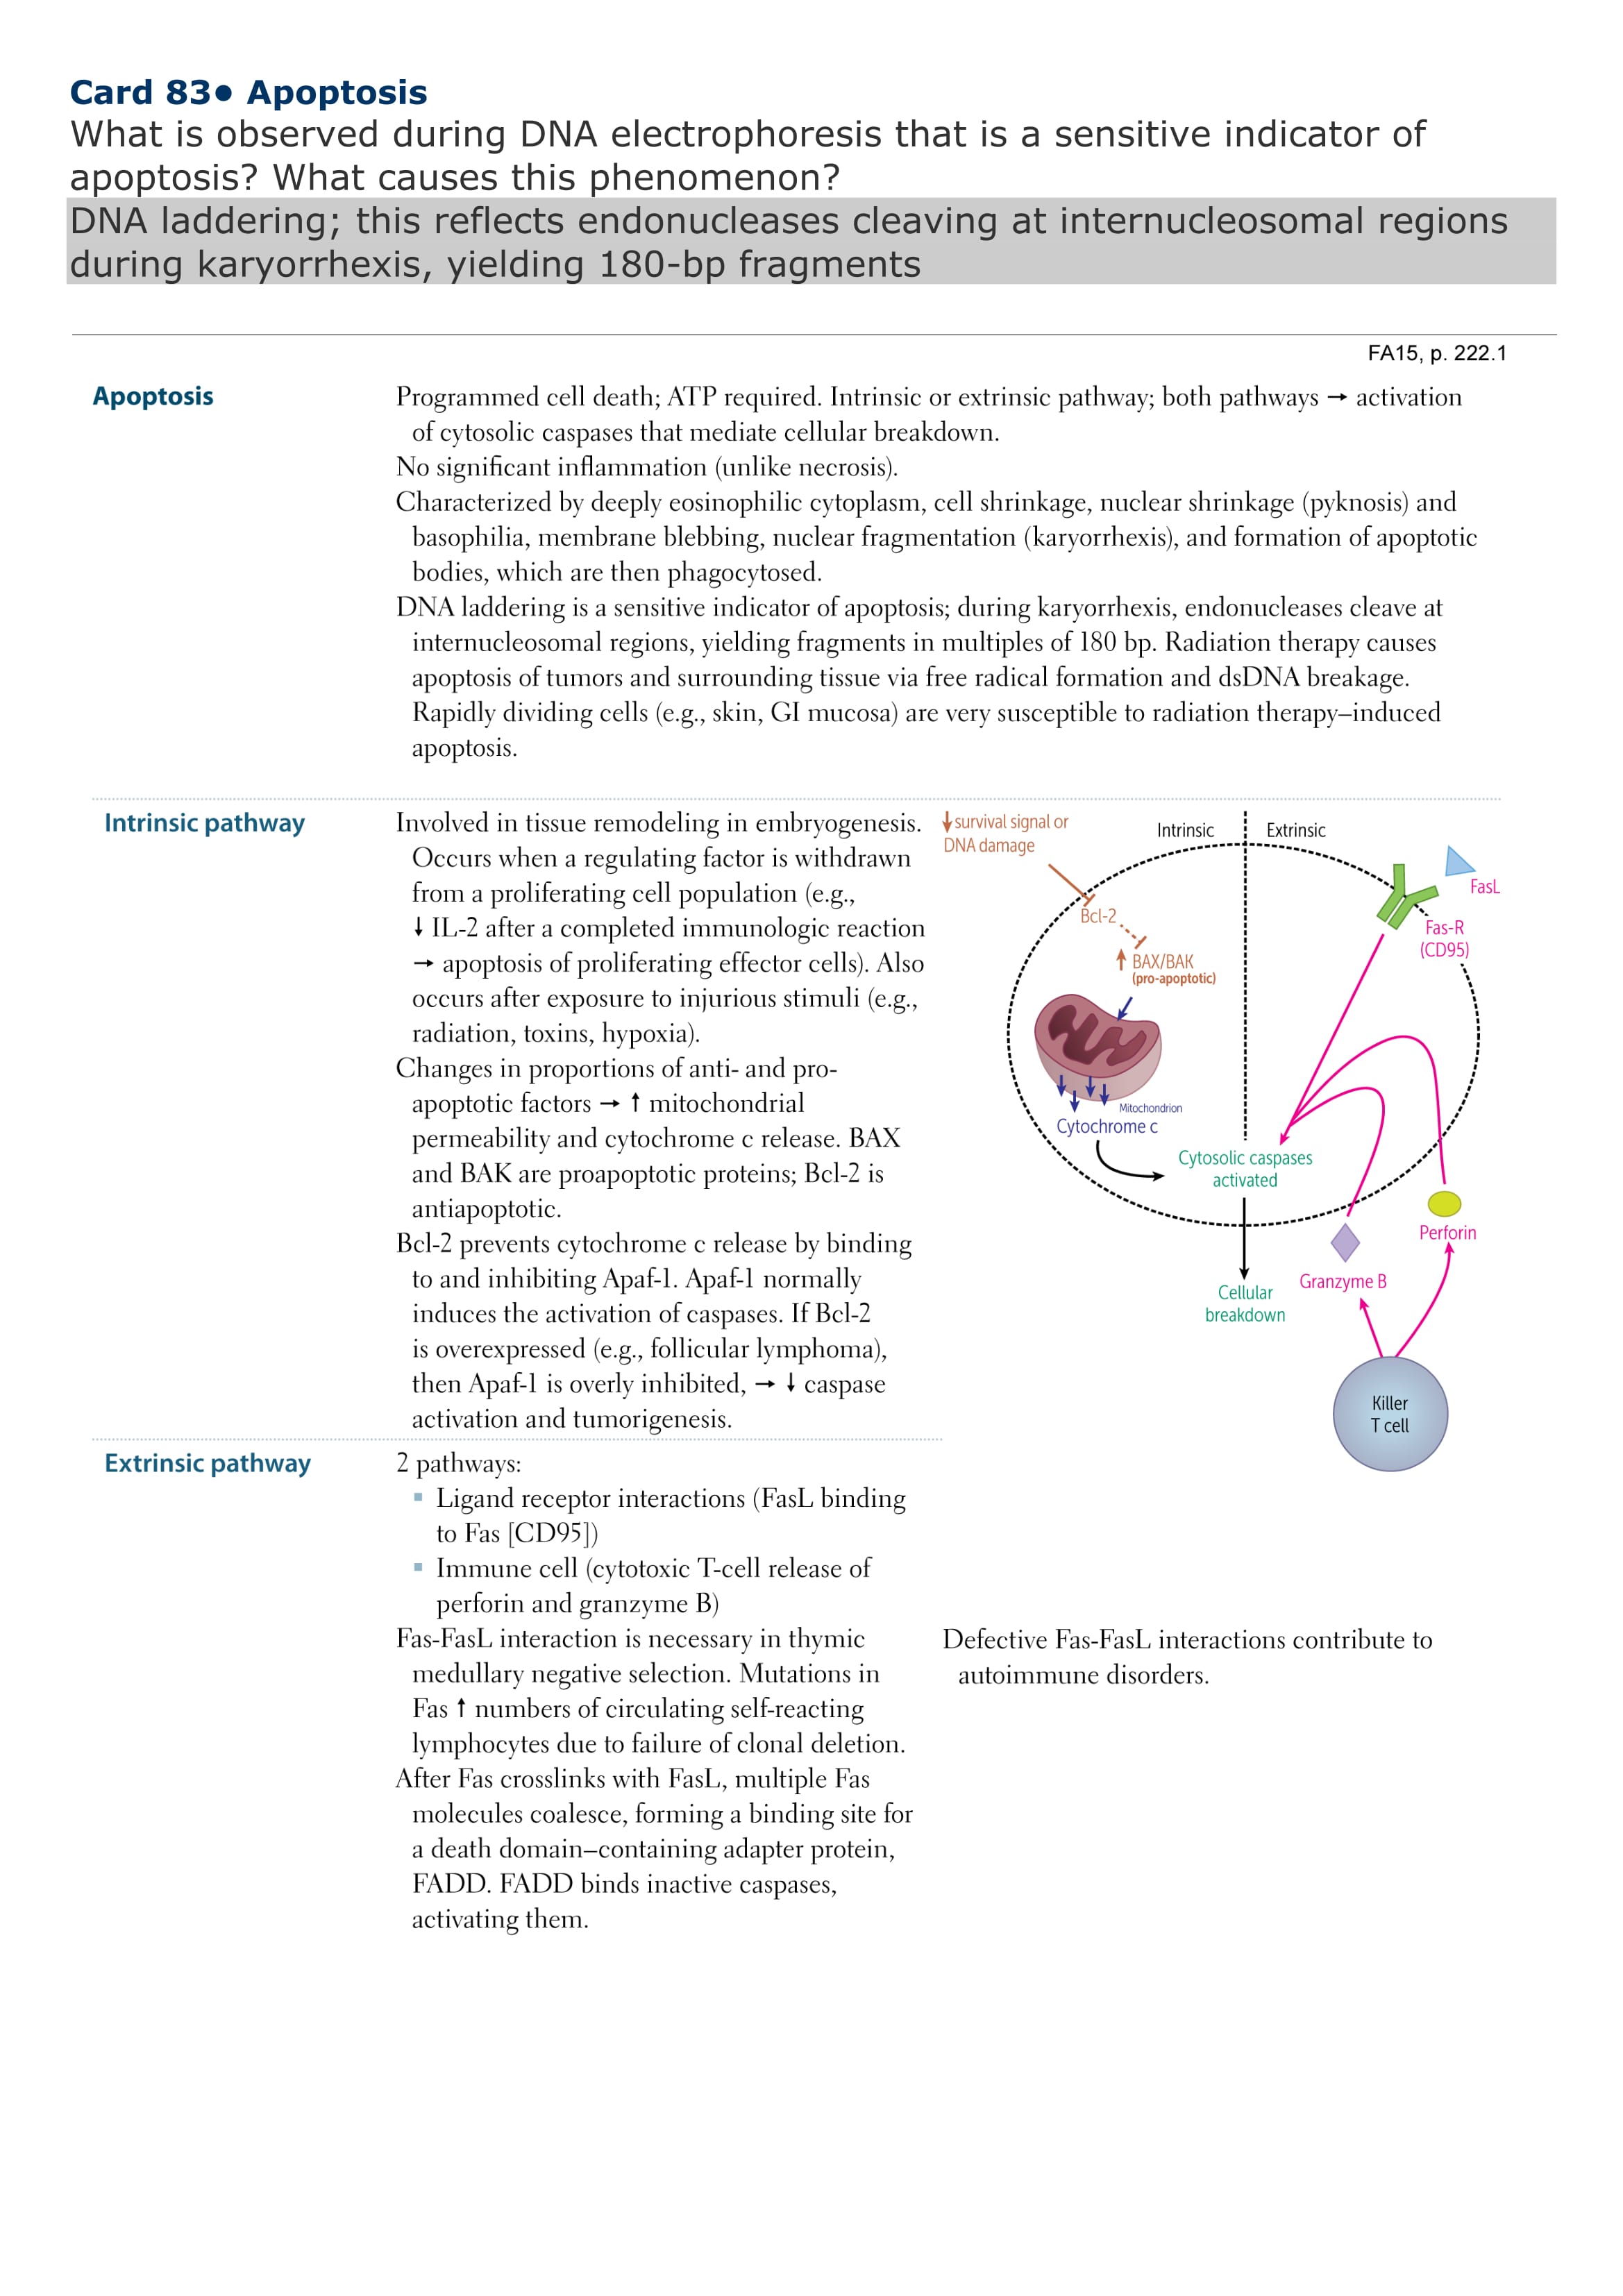 Card 83● Apoptosis
What is observed during DNA electrophoresis that is a sensitive indicator of
apoptosis? What causes this phenomenon?
DNA laddering; this reflects endonucleases cleaving at internucleosomal regions
during karyorrhexis, yielding 180-bp fragments
FA15, p. 222.1
Apoptosis
Programmed cell death; ATP required. Intrinsic or extrinsic pathway; both pathways → activation
of cytosolic caspases that mediate cellular breakdown.
No significant inflammation (unlike necrosis).
Characterized by deeply eosinophilic cytoplasm, cell shrinkage, nuclear shrinkage (pyknosis) and
basophilia, membrane blebbing, nuclear fragmentation (karyorrhexis), and formation of apoptotic
bodies, which are then phagocytosed.
DNA laddering is a sensitive indicator of apoptosis; during karyorrhexis, endonucleases cleave at
internucleosomal regions, yielding fragments in multiples of 180 bp. Radiation therapy causes
apoptosis of tumors and surrounding tissue via free radical formation and dsDNA breakage.
Rapidly dividing cells (e.g., skin, GI mucosa) are very susceptible to radiation therapy–induced
apoptosis.
Intrinsic pathway
Involved in tissue remodeling in embryogenesis.
Occurs when a regulating factor is withdrawn
from a proliferating cell population (e.g.,
↓ IL-2 after a completed immunologic reaction
→ apoptosis of proliferating effector cells). Also
occurs after exposure to injurious stimuli (e.g.,
radiation, toxins, hypoxia).
Changes in proportions of anti- and pro-
apoptotic factors → ↑ mitochondrial
permeability and cytochrome c release. BAX
and BAK are proapoptotic proteins; Bcl-2 is
antiapoptotic.
Bcl-2 prevents cytochrome c release by binding
to and inhibiting Apaf-1. Apaf-1 normally
induces the activation of caspases. If Bcl-2
is overexpressed (e.g., follicular lymphoma),
then Apaf-1 is overly inhibited, → ↓ caspase
activation and tumorigenesis.
↓ survival signal or
DNA damage
Intrinsic
Extrinsic
FasL
Bcl-2
Fas-R
(CD95)
↑ BAX/BAK
(pro-apoptotic)
Mitochondrion
Cytochrome c
Cytosolic caspases
activated
Perforin
Granzyme B
Cellular
breakdown
Killer
T cell
Extrinsic pathway
2 pathways:
▪ Ligand receptor interactions (FasL binding
to Fas [CD95])
▪ Immune cell (cytotoxic T-cell release of
perforin and granzyme B)
Fas-FasL interaction is necessary in thymic
medullary negative selection. Mutations in
Fas ↑ numbers of circulating self-reacting
lymphocytes due to failure of clonal deletion.
After Fas crosslinks with FasL, multiple Fas
molecules coalesce, forming a binding site for
a death domain–containing adapter protein,
FADD. FADD binds inactive caspases,
activating them.
Defective Fas-FasL interactions contribute to
autoimmune disorders.